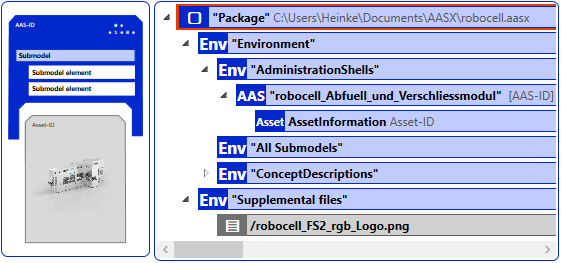 AAS-ID
Submodel
Submodel element
Submodel element
Asset-ID
"Package" C:\Users\Heinke\Documents\AASX\robocell.aasx
Env "Environment"
Env "AdministrationShells"
AAS "robocell_Abfuell_und_Verschliessmodul" [AAS-ID]
Asset AssetInformation Asset-ID
Env "All Submodels"
Env "ConceptDescriptions"
Env "Supplemental files"
/robocell_FS2_rgb_Logo.png